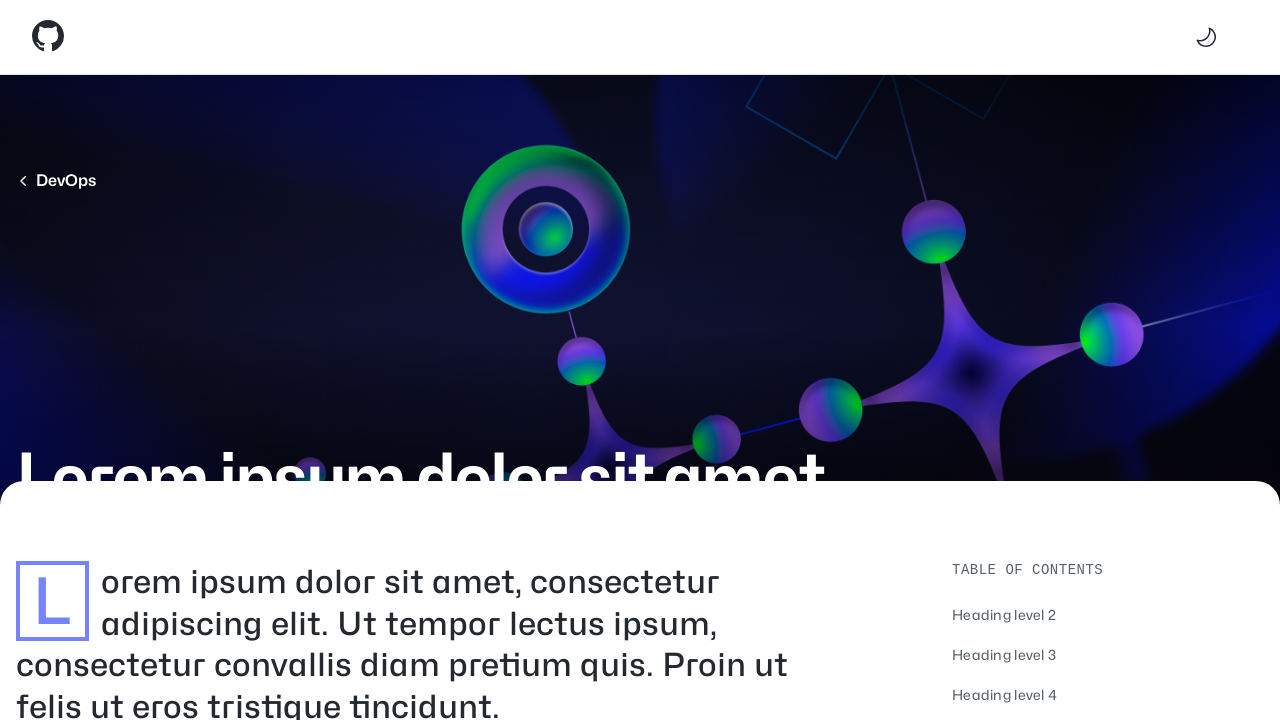 DevOps
Lorem ipsum dolor sit amet
Lorem ipsum dolor sit amet, consectetur
adipiscing elit. Ut tempor lectus ipsum,
consectetur convallis diam pretium quis. Proin ut
felis ut eros tristique tincidunt.
TABLE OF CONTENTS
Heading level 2
Heading level 3
Heading level 4